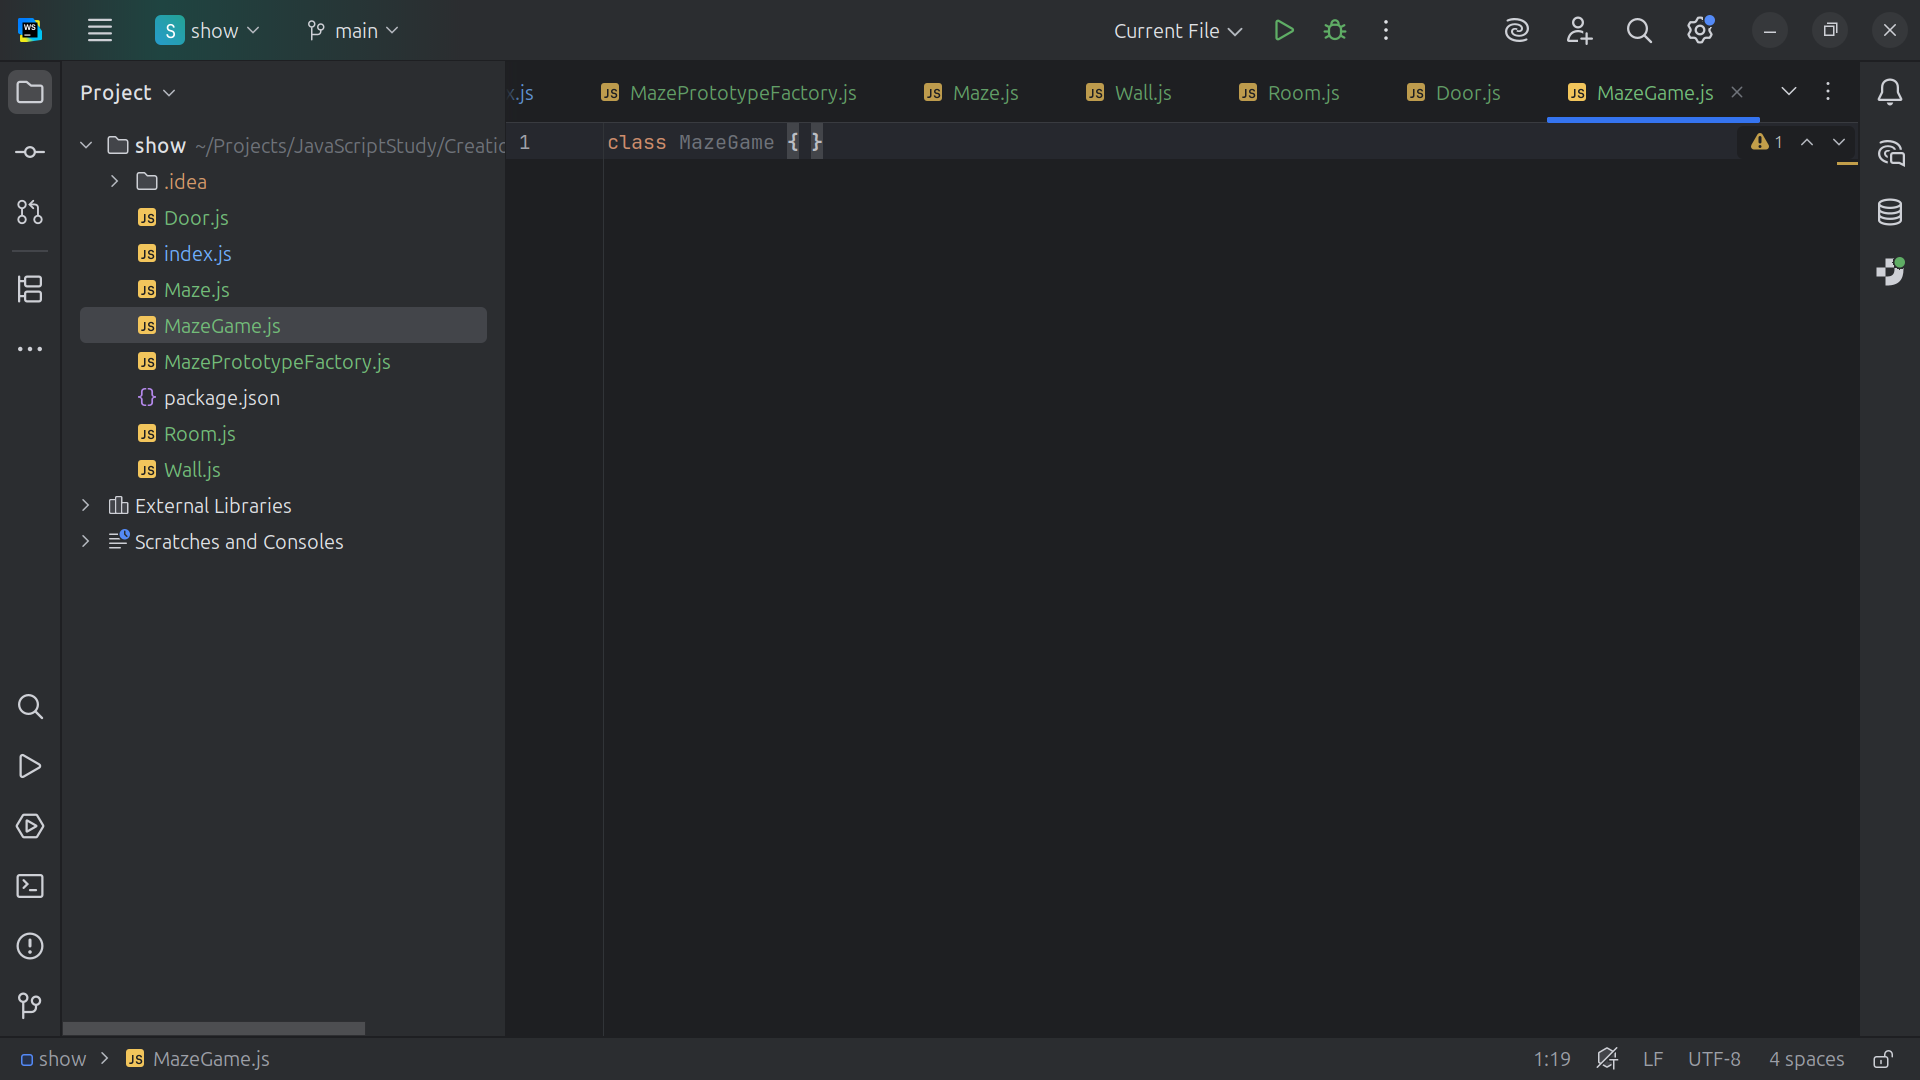 WS
S show
main
Current File
Project
x.js
JS MazePrototypeFactory.js
JS Maze.js
JS Wall.js
JS Room.js
JS Door.js
JS MazeGame.js
show ~/Projects/JavaScriptStudy/Creatio
.idea
JS Door.js
JS index.js
JS Maze.js
JS MazeGame.js
JS MazePrototypeFactory.js
{} package.json
JS Room.js
JS Wall.js
External Libraries
Scratches and Consoles
1 class MazeGame { }
1
show > JS MazeGame.js
1:19 LF UTF-8 4 spaces